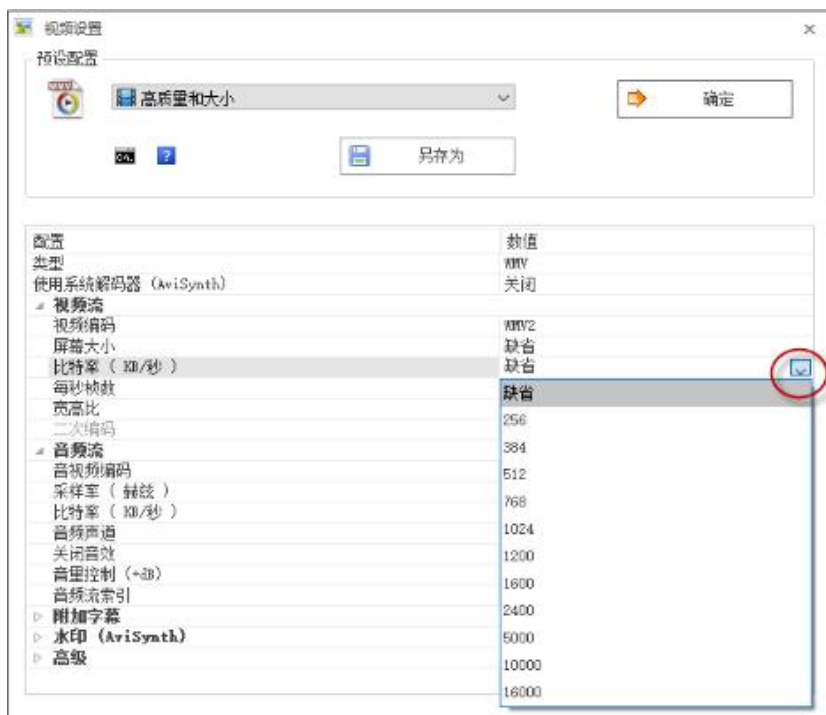 视频设置
预设配置
高质量和大小
确定
另存为
配置 数值
类型 WMV
使用系统解码器 (AviSynth) 关闭
视频流
视频编码 WMV2
屏幕大小 缺省
比特率 ( KB/秒 ) 缺省
每秒桢数
宽高比
二次编码
音频流
音视频编码
采样率 ( 赫兹 )
比特率 ( KB/秒 )
音频声道
关闭音效
音量控制 (+dB)
音频流索引
附加字幕
水印 (AviSynth)
高级
缺省
256
384
512
768
1024
1200
1600
2400
5000
10000
16000